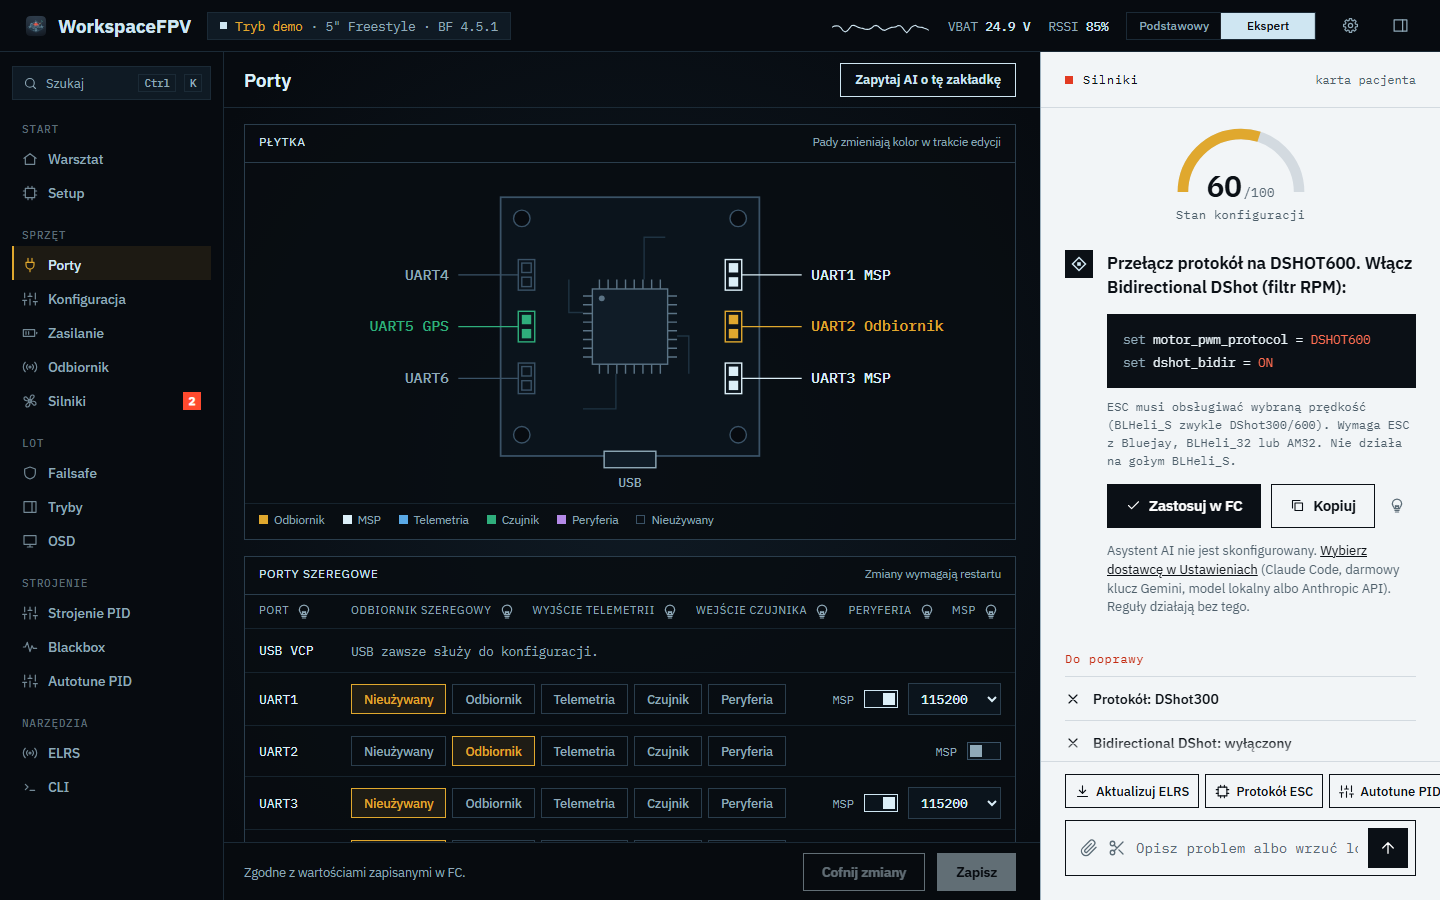 WorkspaceFPV
Tryb demo · 5" Freestyle · BF 4.5.1
VBAT 24.9 V
RSSI 85%
Podstawowy
Ekspert
Szukaj
Ctrl
K
START
Warsztat
Setup
SPRZĘT
Porty
Konfiguracja
Zasilanie
Odbiornik
Silniki
2
LOT
Failsafe
Tryby
OSD
STROJENIE
Strojenie PID
Blackbox
Autotune PID
NARZĘDZIA
ELRS
CLI
Porty
Zapytaj AI o tę zakładkę
PŁYTKA
Pady zmieniają kolor w trakcie edycji
UART4
UART1 MSP
UART5 GPS
UART2 Odbiornik
UART6
UART3 MSP
USB
Odbiornik
MSP
Telemetria
Czujnik
Peryferia
Nieużywany
PORTY SZEREGOWE
Zmiany wymagają restartu
PORT
ODBIORNIK SZEREGOWY
WYJŚCIE TELEMETRII
WEJŚCIE CZUJNIKA
PERYFERIA
MSP
USB VCP
USB zawsze służy do konfiguracji.
UART1
Nieużywany
Odbiornik
Telemetria
Czujnik
Peryferia
MSP
115200
UART2
Nieużywany
Odbiornik
Telemetria
Czujnik
Peryferia
MSP
UART3
Nieużywany
Odbiornik
Telemetria
Czujnik
Peryferia
MSP
115200
Zgodne z wartościami zapisanymi w FC.
Cofnij zmiany
Zapisz
Silniki
karta pacjenta
60/100
Stan konfiguracji
Przełącz protokół na DSHOT600. Włącz
Bidirectional DShot (filtr RPM):
set motor_pwm_protocol = DSHOT600
set dshot_bidir = ON
ESC musi obsługiwać wybraną prędkość
(BLHeli_S zwykle DShot300/600). Wymaga ESC
z Bluejay, BLHeli_32 lub AM32. Nie działa
na gołym BLHeli_S.
Zastosuj w FC
Kopiuj
Asystent AI nie jest skonfigurowany. Wybierz
dostawcę w Ustawieniach (Claude Code, darmowy
klucz Gemini, model lokalny albo Anthropic API).
Reguły działają bez tego.
Do poprawy
Protokół: DShot300
Bidirectional DShot: wyłączony
Aktualizuj ELRS
Protokół ESC
Autotune PID
Opisz problem albo wrzuć lo